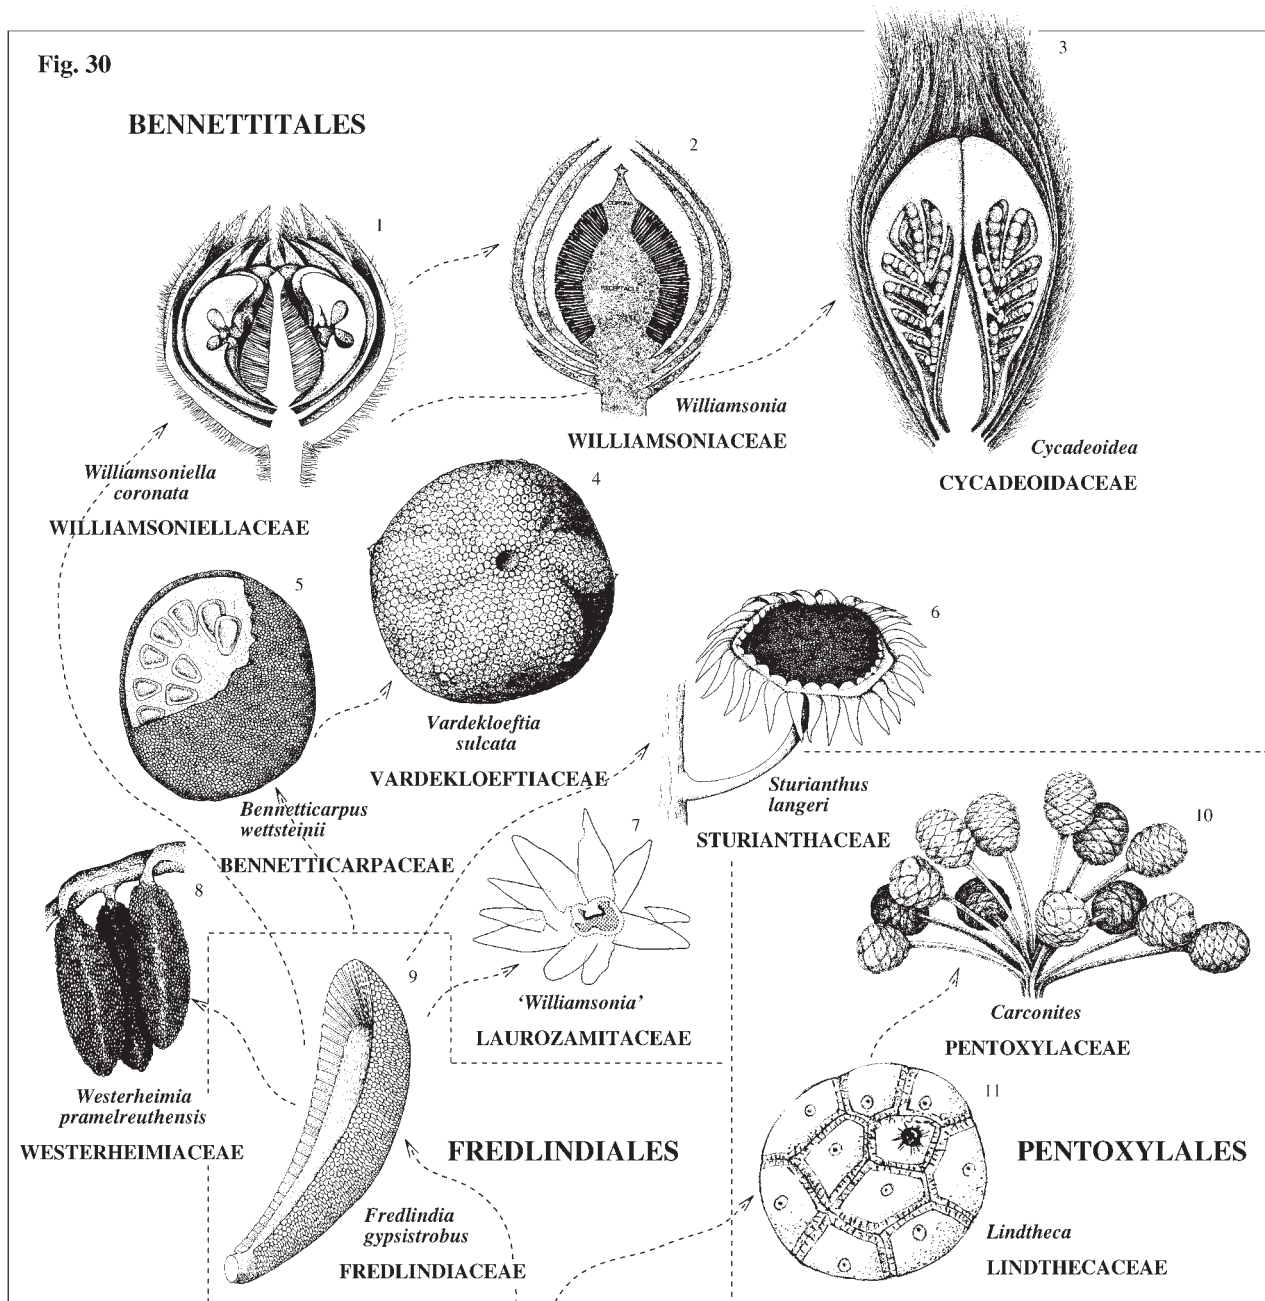 Fig. 30
BENNETTITALES
1
2
3
CORONA
RECEPTACLE
Williamsoniella
coronata
WILLIAMSONIELLACEAE
Williamsonia
WILLIAMSONIACEAE
Cycadeoidea
CYCADEOIDACEAE
4
Vardekloeftia
sulcata
VARDEKLOEFTIACEAE
5
Bennetticarpus
wettsteinii
BENNETTICARPACEAE
6
Sturianthus
langeri
STURIANTHACEAE
7
‘Williamsonia’
LAUROZAMITACEAE
8
Westerheimia
pramelreuthensis
WESTERHEIMIACEAE
9
FREDLINDIALES
Fredlindia
gypsistrobus
FREDLINDIACEAE
10
Carconites
PENTOXYLACEAE
11
PENTOXYLALES
Lindtheca
LINDTHECACEAE